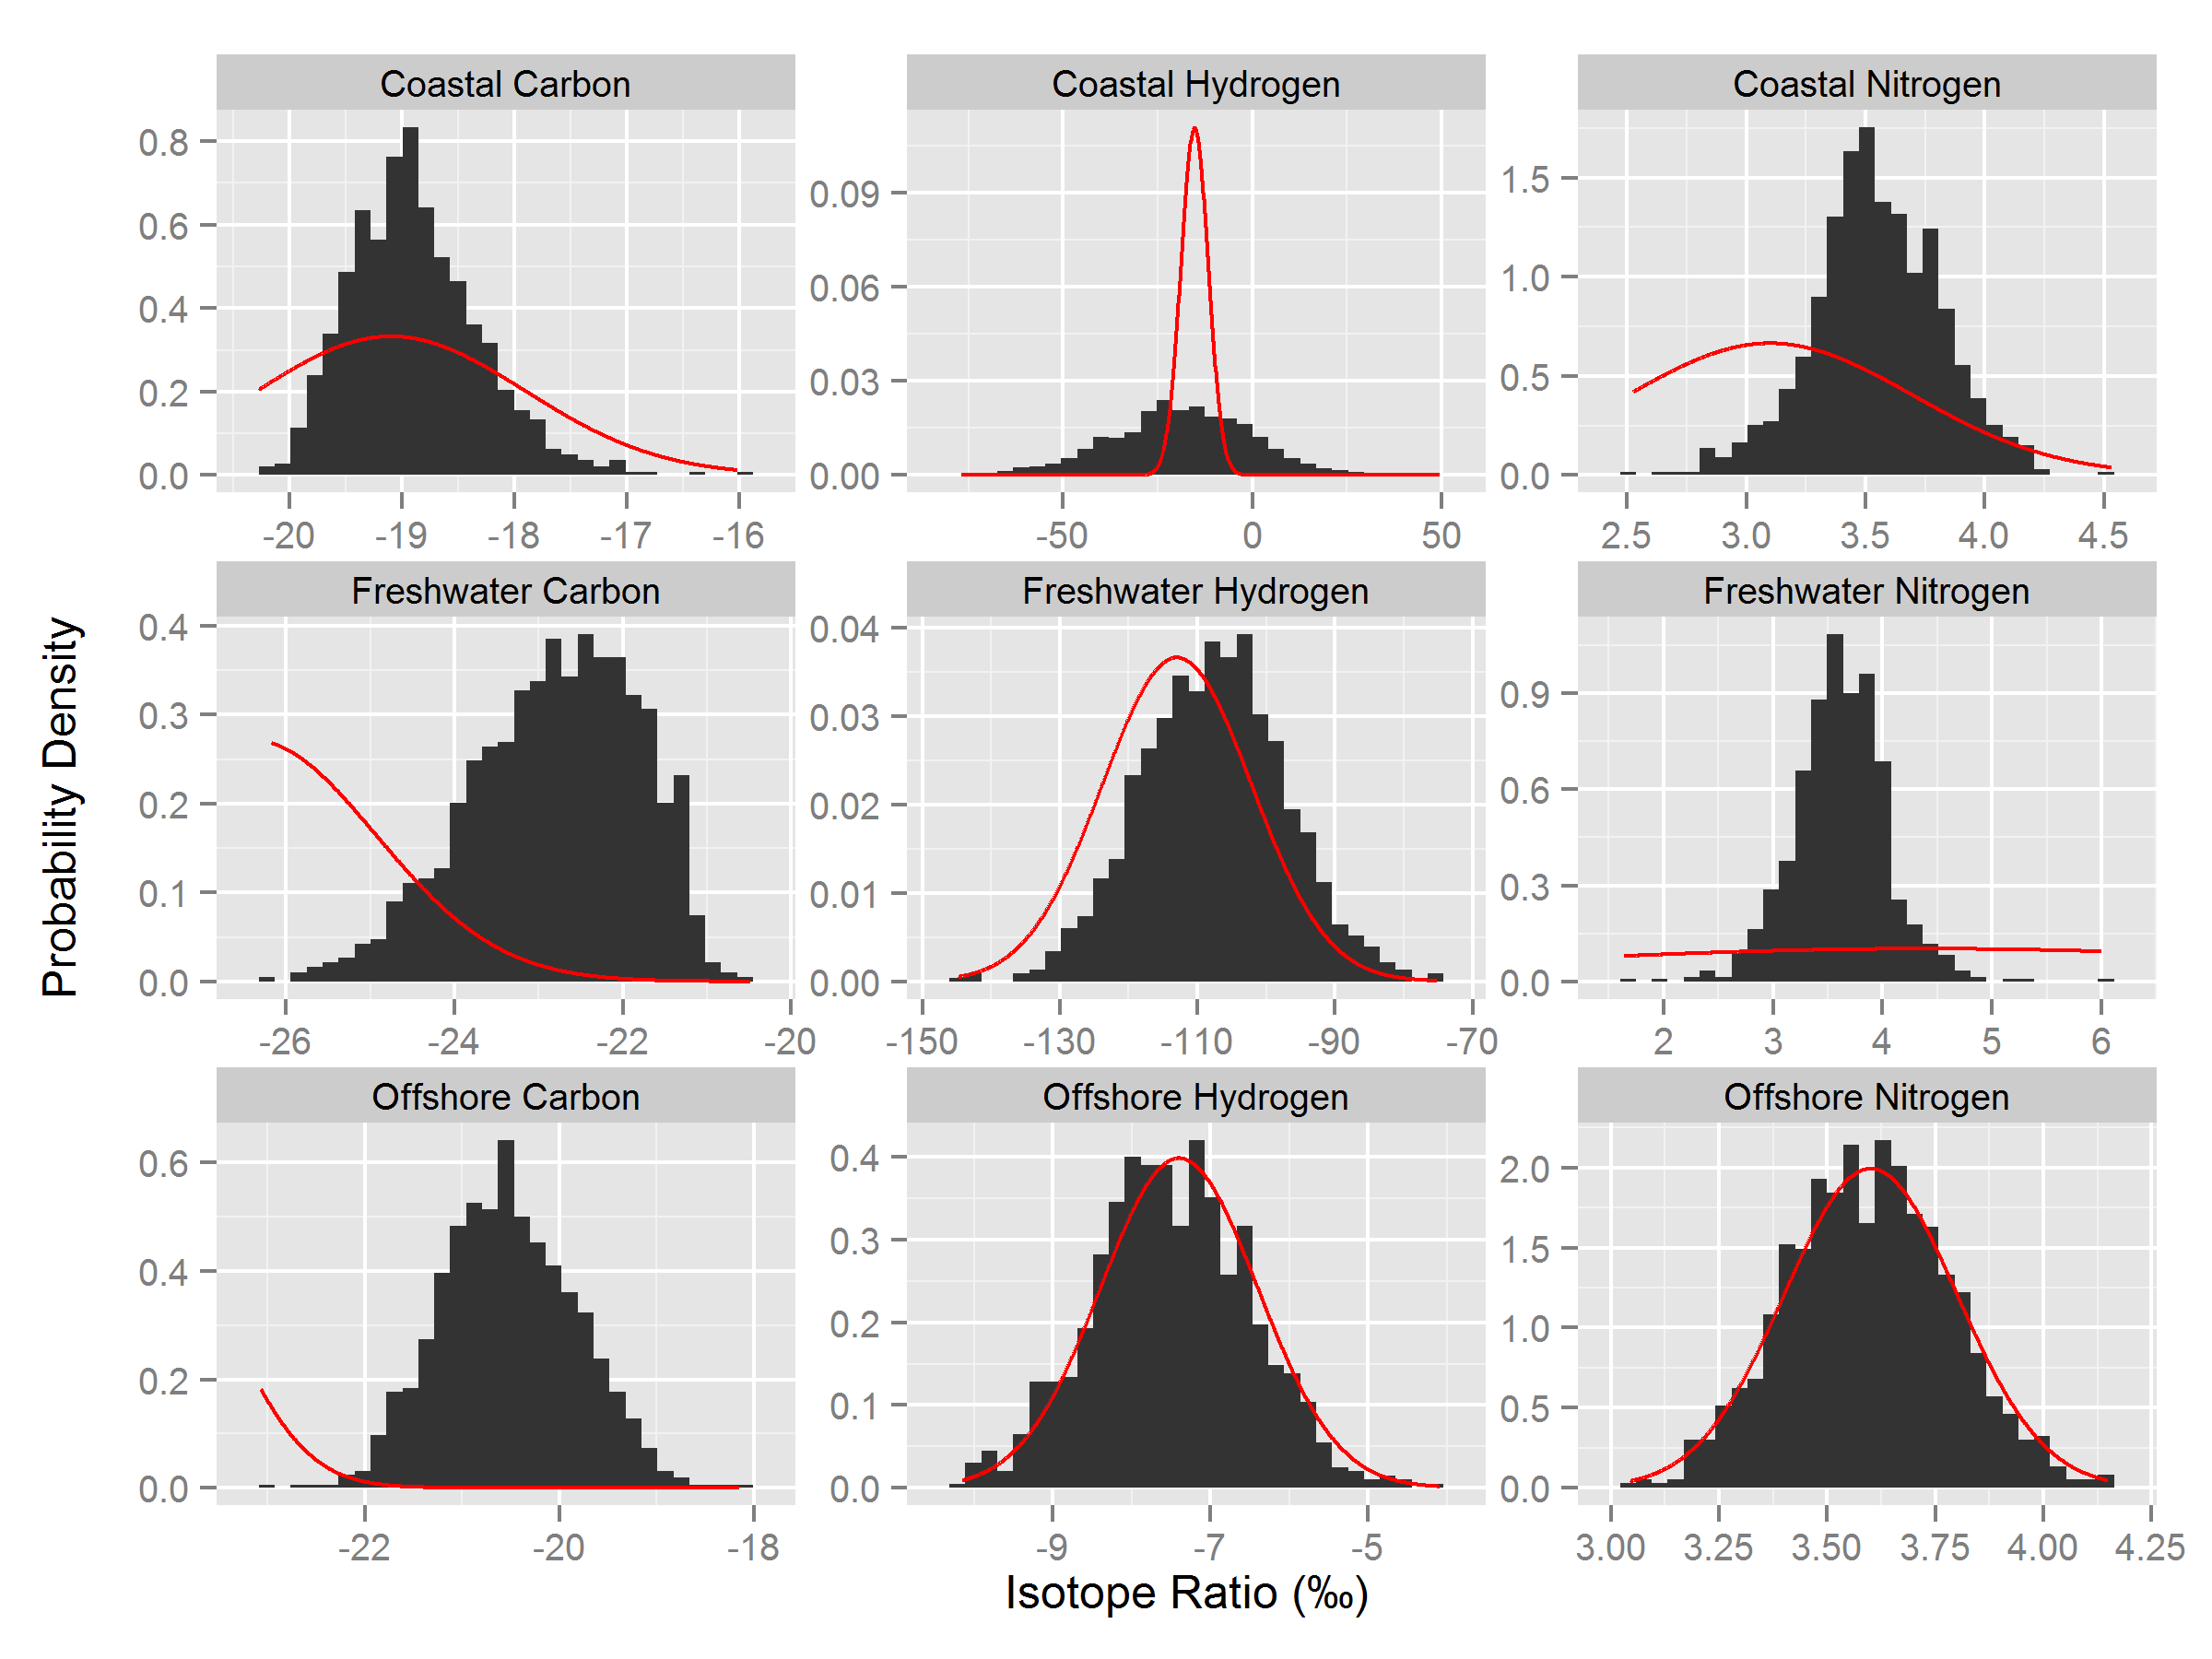 Coastal Carbon
Coastal Hydrogen
Coastal Nitrogen
0.8
0.6
0.4
0.2
0.0
-20 -19 -18 -17 -16
0.09
0.06
0.03
0.00
-50 0 50
1.5
1.0
0.5
0.0
2.5 3.0 3.5 4.0 4.5
Freshwater Carbon
Freshwater Hydrogen
Freshwater Nitrogen
0.4
0.3
0.2
0.1
0.0
-26 -24 -22 -20
0.04
0.03
0.02
0.01
0.00
-150 -130 -110 -90 -70
0.9
0.6
0.3
0.0
2 3 4 5 6
Offshore Carbon
Offshore Hydrogen
Offshore Nitrogen
0.6
0.4
0.2
0.0
-22 -20 -18
0.4
0.3
0.2
0.1
0.0
-9 -7 -5
2.0
1.5
1.0
0.5
0.0
3.00 3.25 3.50 3.75 4.00 4.25
Probability Density
Isotope Ratio (‰)